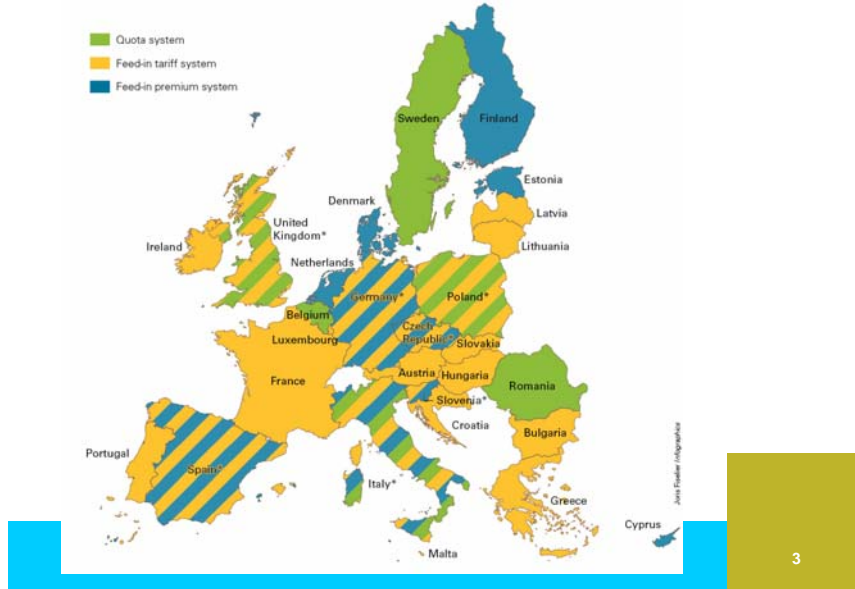 Quota system
Feed-in tariff system
Feed-in premium system
Sweden
Finland
Estonia
Denmark
Latvia
United
Kingdom*
Ireland
Lithuania
Netherlands
Germany*
Poland*
Belgium
Czech
Republic*
Luxembourg
Slovakia
France
Austria
Hungaria
Romania
Slovenia*
Croatia
Bulgaria
Portugal
Spain*
Italy*
Greece
Cyprus
Malta
3